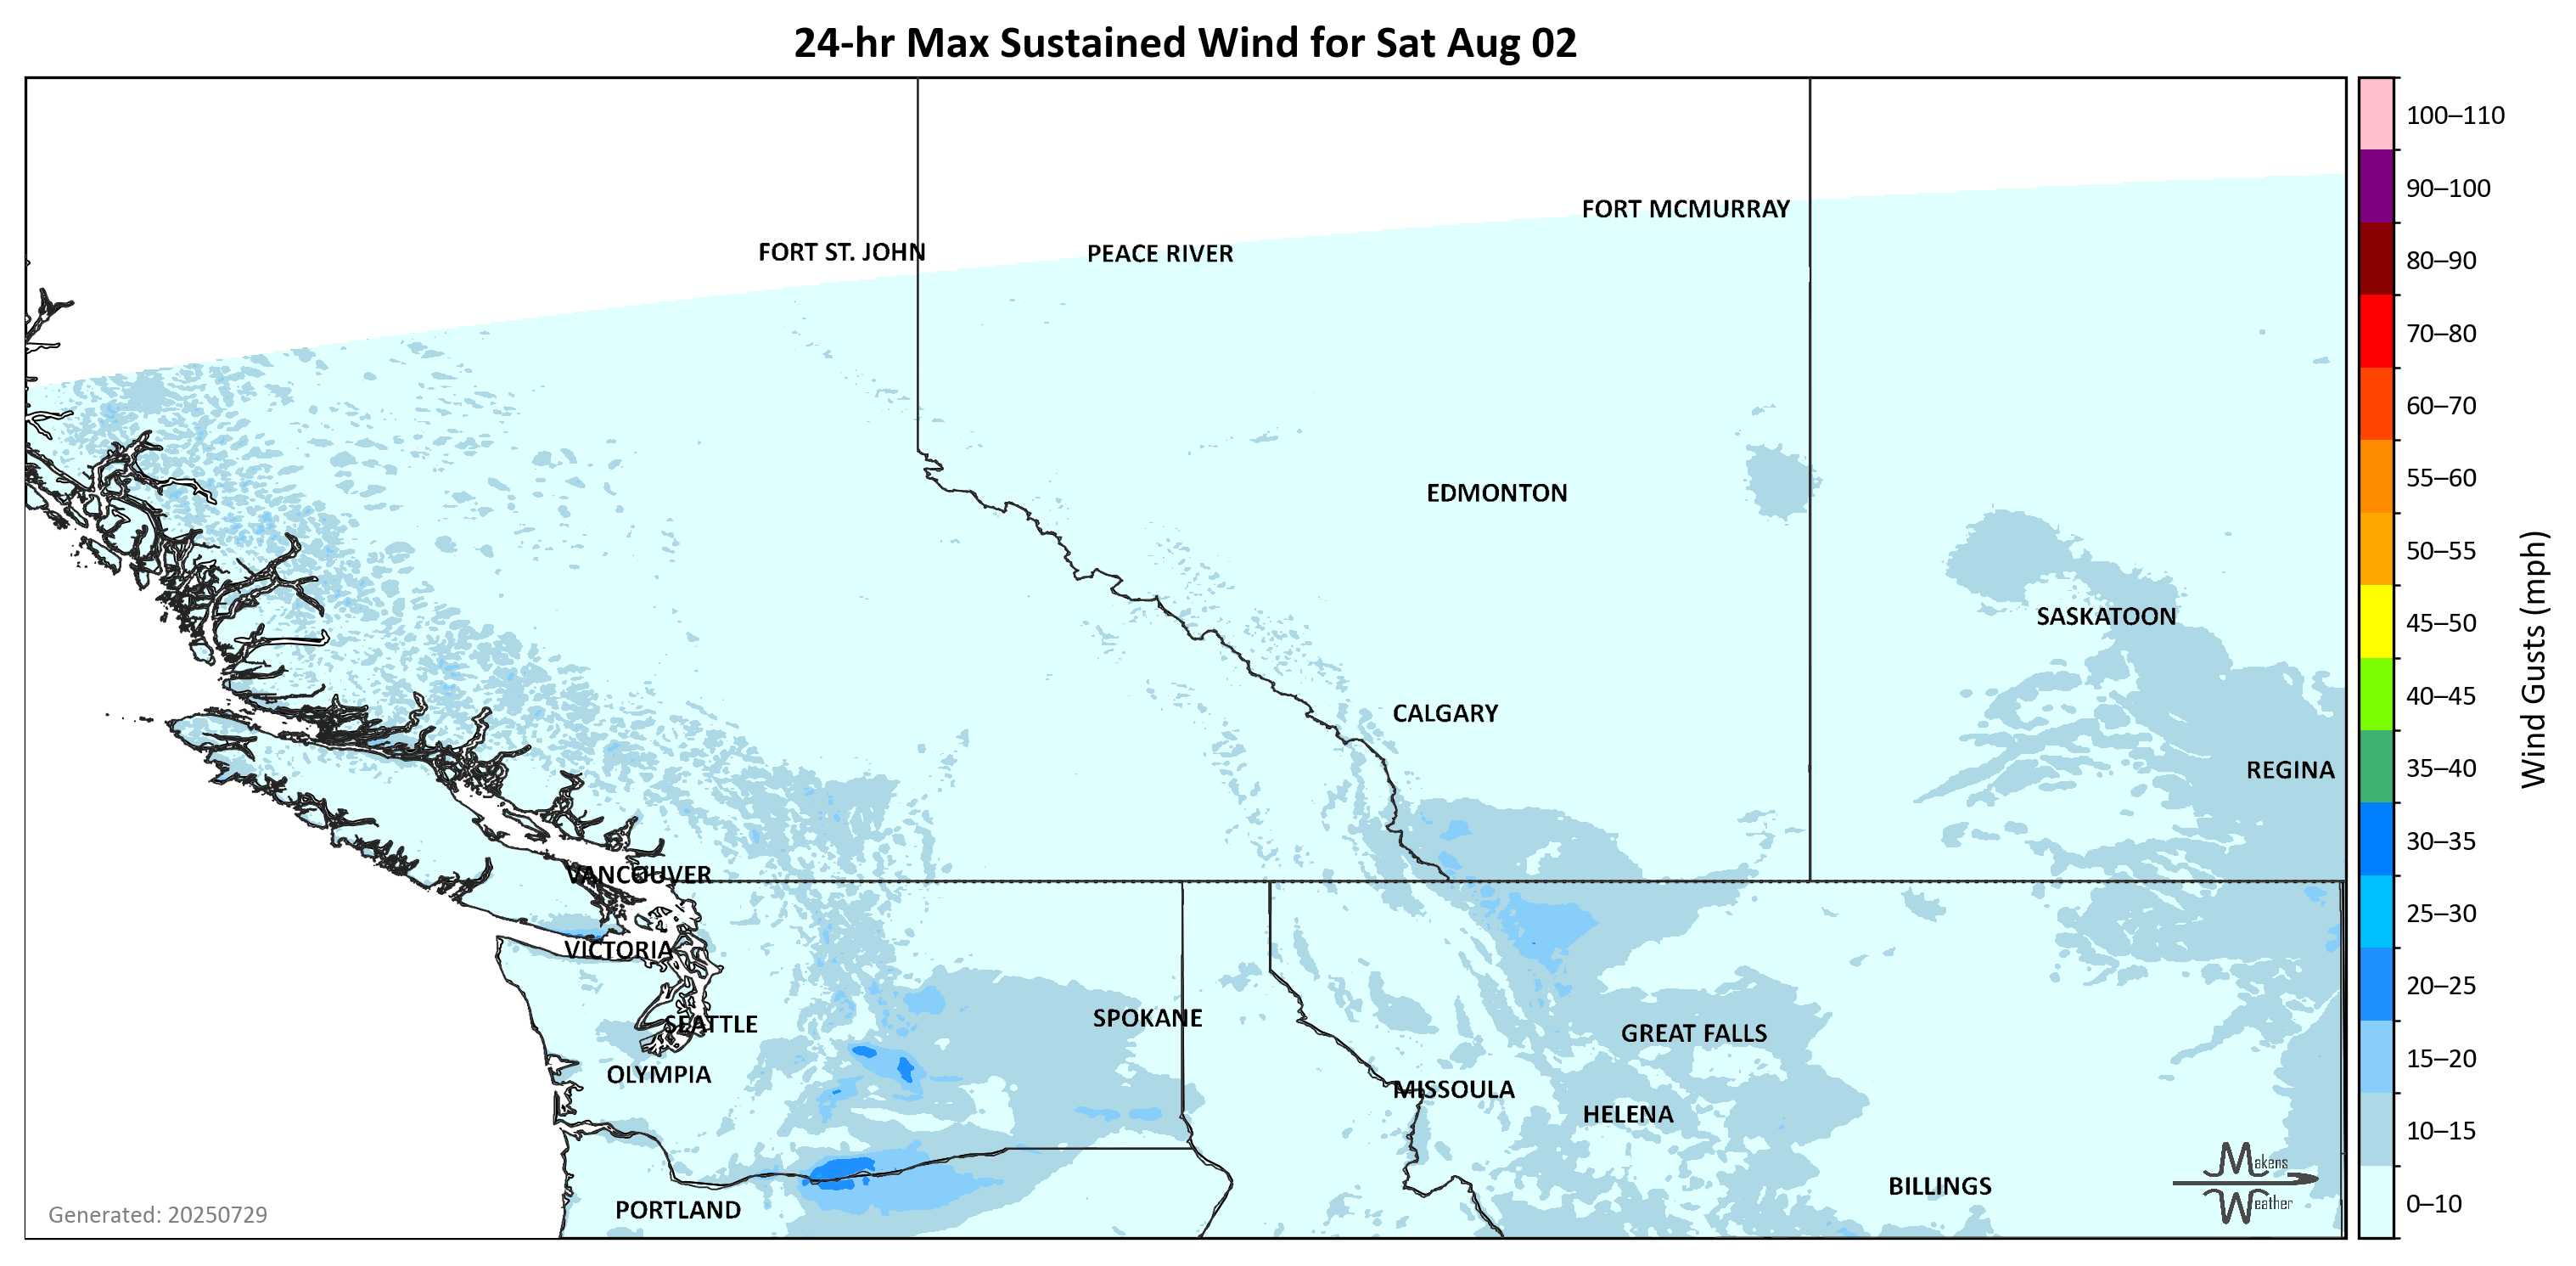 24-hr Max Sustained Wind for Sat Aug 02
100–110
90–100
80–90
70–80
60–70
55–60
50–55
45–50
40–45
35–40
30–35
25–30
20–25
15–20
10–15
0–10
Wind Gusts (mph)
FORT MCMURRAY
FORT ST. JOHN
PEACE RIVER
EDMONTON
SASKATOON
CALGARY
REGINA
VANCOUVER
VICTORIA
SEATTLE
SPOKANE
GREAT FALLS
OLYMPIA
MISSOULA
HELENA
PORTLAND
BILLINGS
Makens
Weather
Generated: 20250729